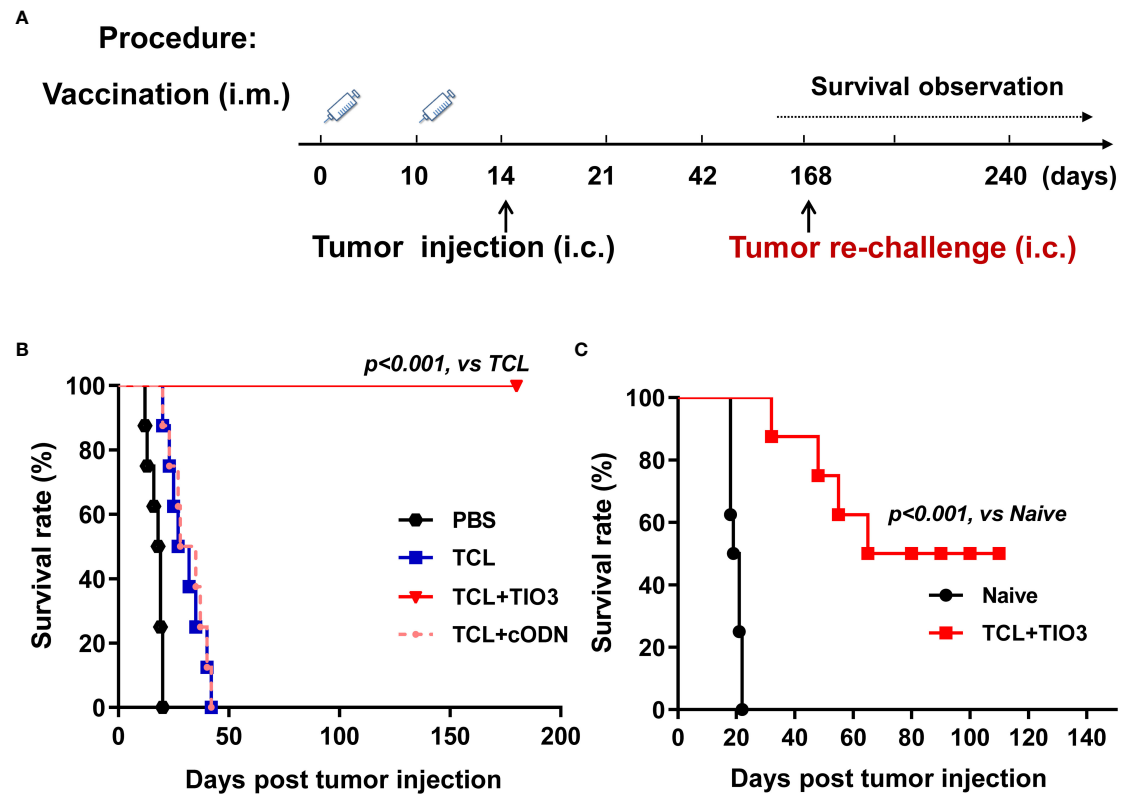 A
Procedure:
Vaccination (i.m.)
Survival observation
0 10 14 21 42 168 240 (days)
Tumor injection (i.c.)
Tumor re-challenge (i.c.)
B
p<0.001, vs TCL
100
80
60
40
20
0
Survival rate (%)
PBS
TCL
TCL+TIO3
TCL+cODN
0 50 100 150 200
Days post tumor injection
C
100
80
60
40
20
0
Survival rate (%)
p<0.001, vs Naive
Naive
TCL+TIO3
0 20 40 60 80 100 120 140
Days post tumor injection